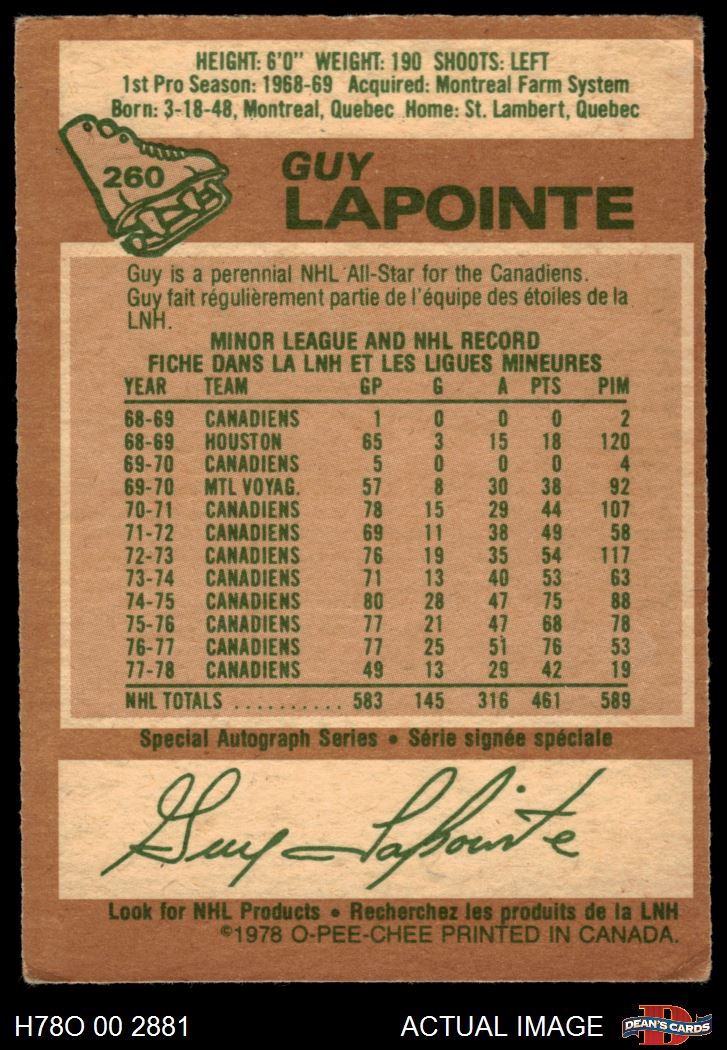 HEIGHT: 6'0" WEIGHT: 190 SHOOTS: LEFT
1st Pro Season: 1968-69 Acquired: Montreal Farm System
Born: 3-18-48, Montreal, Quebec Home: St. Lambert, Quebec
260
GUY
LAPOINTE
Guy is a perennial NHL All-Star for the Canadiens.
Guy fait régulièrement partie de l'équipe des étoiles de la
LNH.
MINOR LEAGUE AND NHL RECORD
FICHE DANS LA LNH ET LES LIGUES MINEURES
YEAR TEAM GP G A PTS PIM
68-69 CANADIENS 1 0 0 0 2
68-69 HOUSTON 65 3 15 18 120
69-70 CANADIENS 5 0 0 0 4
69-70 MTL VOYAG. 57 8 30 38 92
70-71 CANADIENS 78 15 29 44 107
71-72 CANADIENS 69 11 38 49 58
72-73 CANADIENS 76 19 35 54 117
73-74 CANADIENS 71 13 40 53 63
74-75 CANADIENS 80 28 47 75 88
75-76 CANADIENS 77 21 47 68 78
76-77 CANADIENS 77 25 51 76 53
77-78 CANADIENS 49 13 29 42 19
NHL TOTALS .......... 583 145 316 461 589
Special Autograph Series • Série signée spéciale
Guy Lapointe
Look for NHL Products • Recherchez les produits de la LNH
©1978 O-PEE-CHEE PRINTED IN CANADA.
H78O 00 2881 ACTUAL IMAGE D DEAN'S CARDS